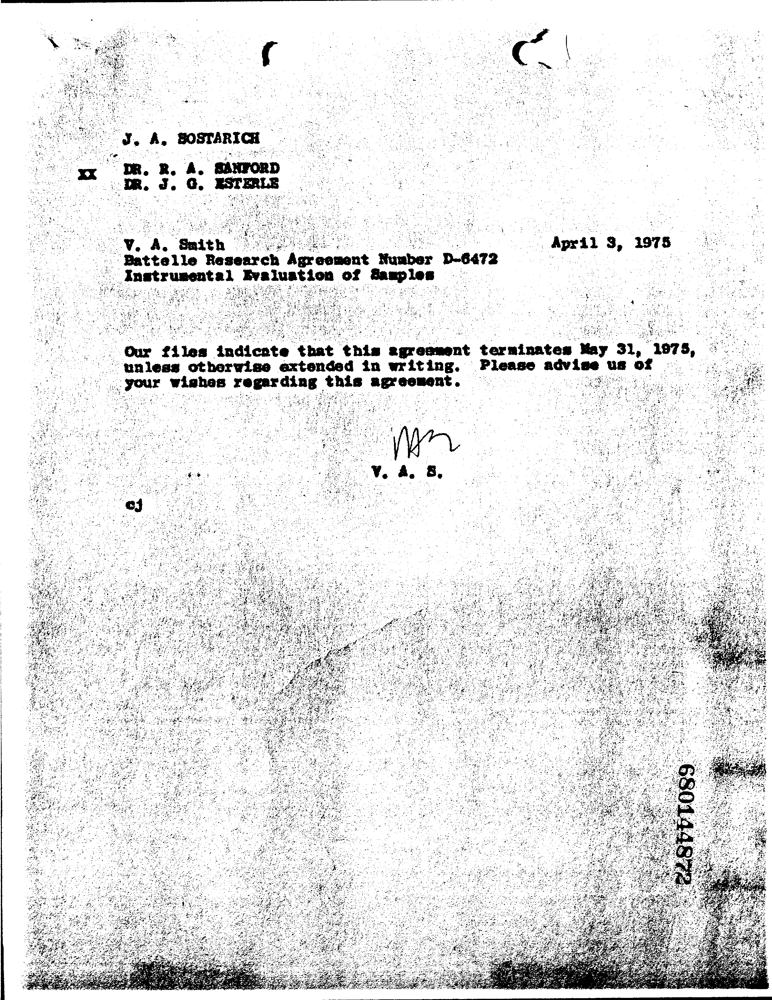 J. A. SOSTARICH
XX DR. R. A. SANFORD
DR. J. G. ESTERLE
V. A. Smith April 3, 1975
Battelle Research Agreement Number D-6472
Instrumental Evaluation of Samples
Our files indicate that this agreement terminates May 31, 1975,
unless otherwise extended in writing. Please advise us of
your wishes regarding this agreement.
V. A. S.
cj
680144872